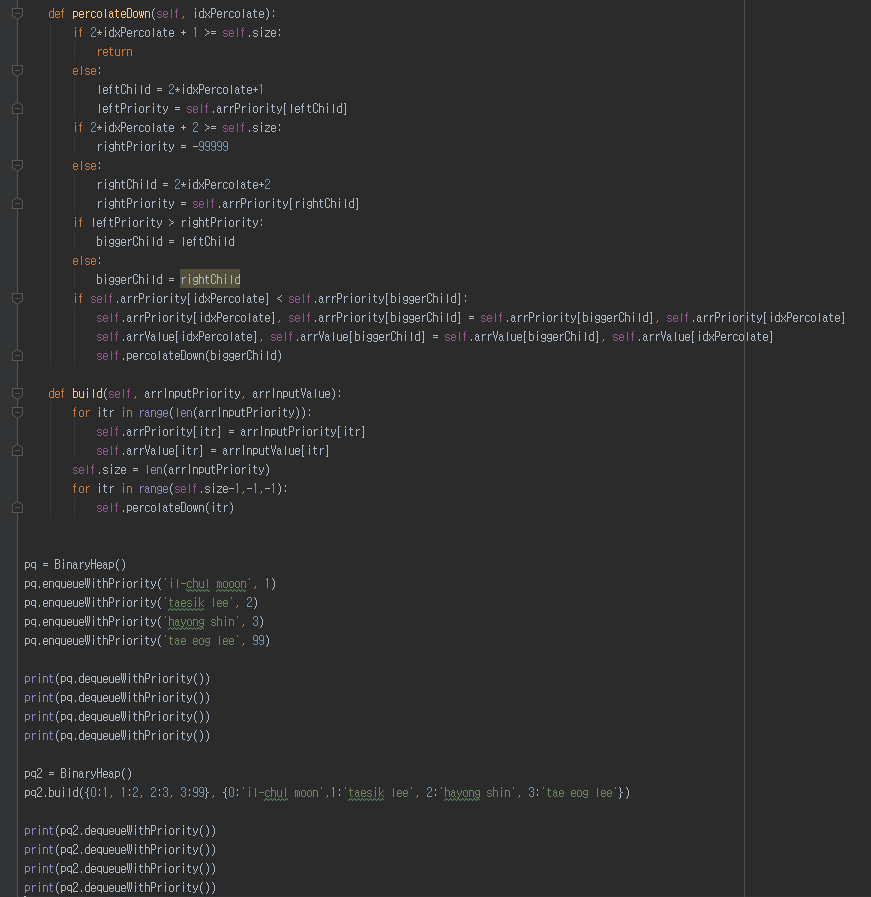 def percolateDown(self, idxPercolate):
if 2*idxPercolate + 1 >= self.size:
return
else:
leftChild = 2*idxPercolate+1
leftPriority = self.arrPriority[leftChild]
if 2*idxPercolate + 2 >= self.size:
rightPriority = -99999
else:
rightChild = 2*idxPercolate+2
rightPriority = self.arrPriority[rightChild]
if leftPriority > rightPriority:
biggerChild = leftChild
else:
biggerChild = rightChild
if self.arrPriority[idxPercolate] < self.arrPriority[biggerChild]:
self.arrPriority[idxPercolate], self.arrPriority[biggerChild] = self.arrPriority[biggerChild], self.arrPriority[idxPercolate]
self.arrValue[idxPercolate], self.arrValue[biggerChild] = self.arrValue[biggerChild], self.arrValue[idxPercolate]
self.percolateDown(biggerChild)
def build(self, arrInputPriority, arrInputValue):
for itr in range(len(arrInputPriority)):
self.arrPriority[itr] = arrInputPriority[itr]
self.arrValue[itr] = arrInputValue[itr]
self.size = len(arrInputPriority)
for itr in range(self.size-1,-1,-1):
self.percolateDown(itr)
pq = BinaryHeap()
pq.enqueueWithPriority('il-chul mooon', 1)
pq.enqueueWithPriority('taesik lee', 2)
pq.enqueueWithPriority('hayong shin', 3)
pq.enqueueWithPriority('tae eog lee', 99)
print(pq.dequeueWithPriority())
print(pq.dequeueWithPriority())
print(pq.dequeueWithPriority())
print(pq.dequeueWithPriority())
pq2 = BinaryHeap()
pq2.build({0:1, 1:2, 2:3, 3:99}, {0:'il-chul moon',1:'taesik lee', 2:'hayong shin', 3:'tae eog lee'})
print(pq2.dequeueWithPriority())
print(pq2.dequeueWithPriority())
print(pq2.dequeueWithPriority())
print(pq2.dequeueWithPriority())